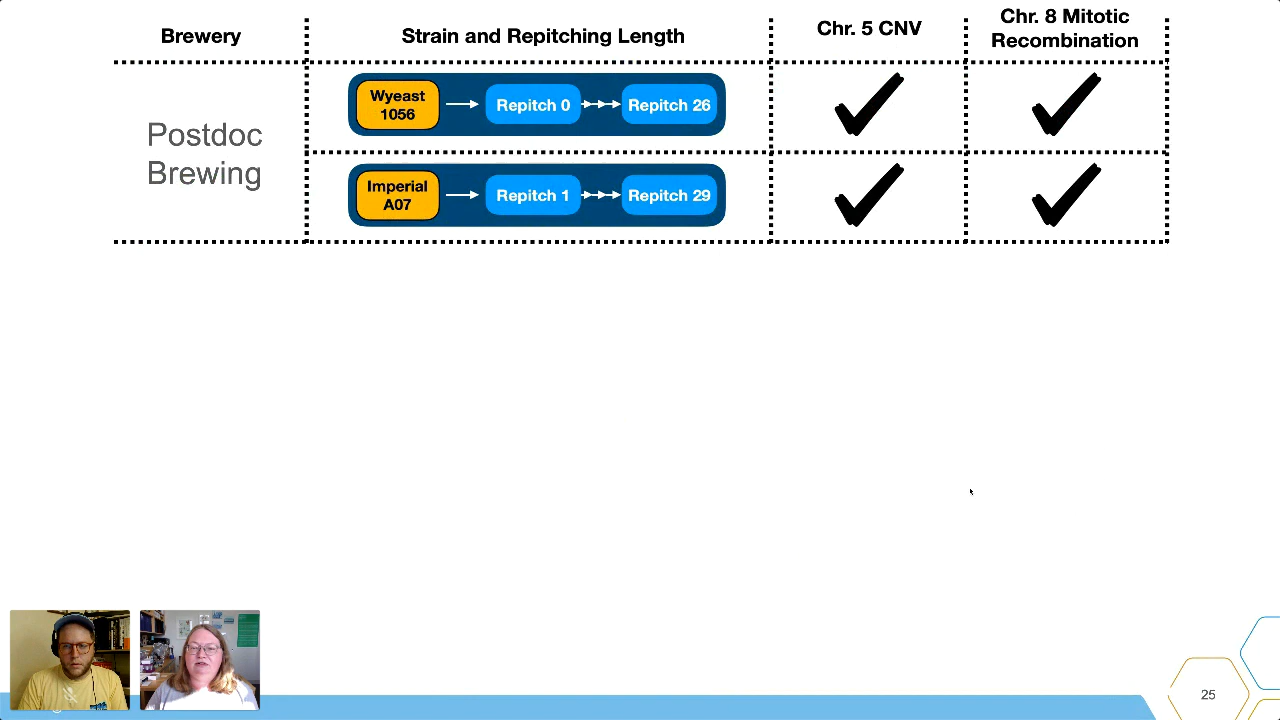 Brewery
Strain and Repitching Length
Chr. 5 CNV
Chr. 8 Mitotic
Recombination
Postdoc
Brewing
Wyeast
1056
Repitch 0
Repitch 26
Imperial
A07
Repitch 1
Repitch 29
25